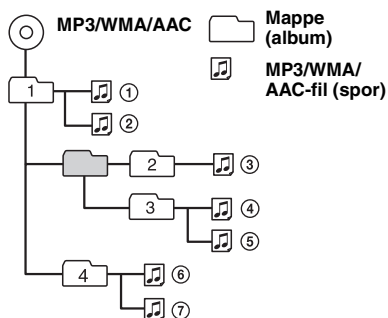 MP3/WMA/AAC
Mappe
(album)
MP3/WMA/
AAC-fil (spor)
1
①
②
2
③
3
④
⑤
4
⑥
⑦